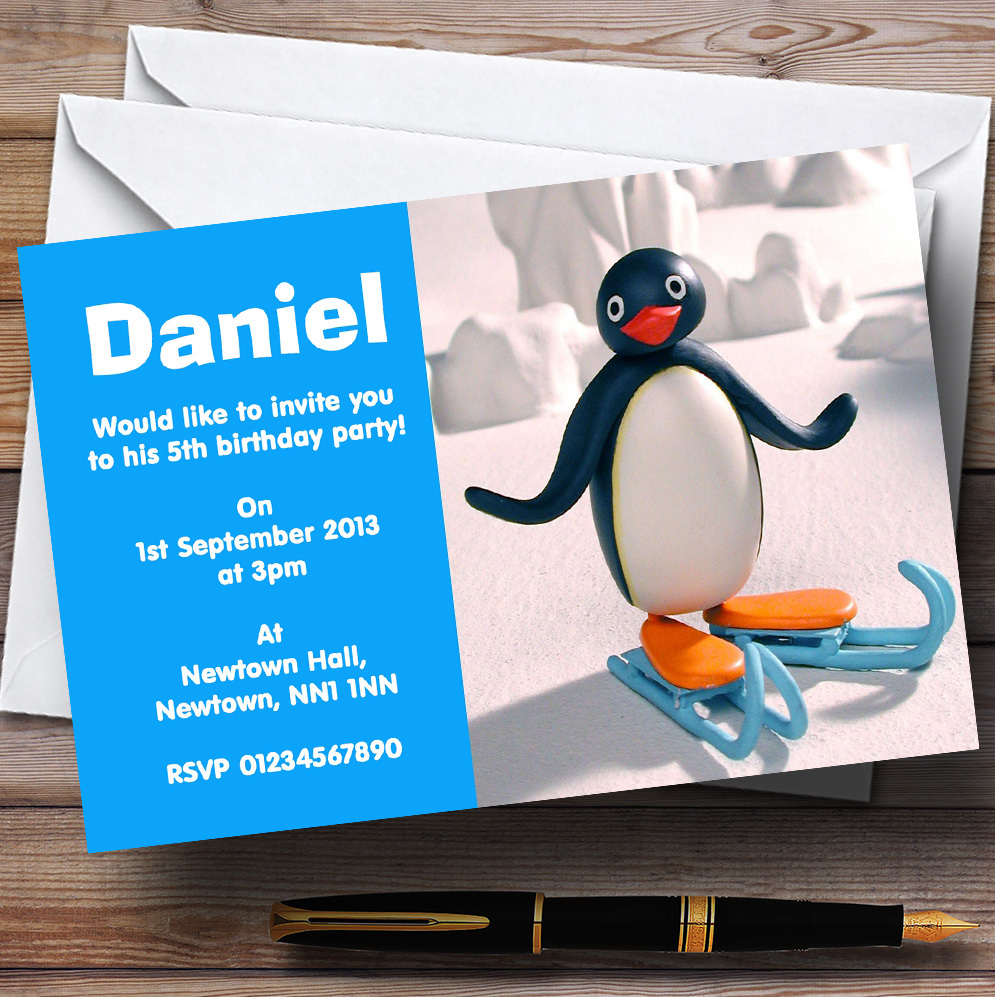 Daniel
Would like to invite you
to his 5th birthday party!
On
1st September 2013
at 3pm
At
Newtown Hall,
Newtown, NN1 1NN
RSVP 01234567890